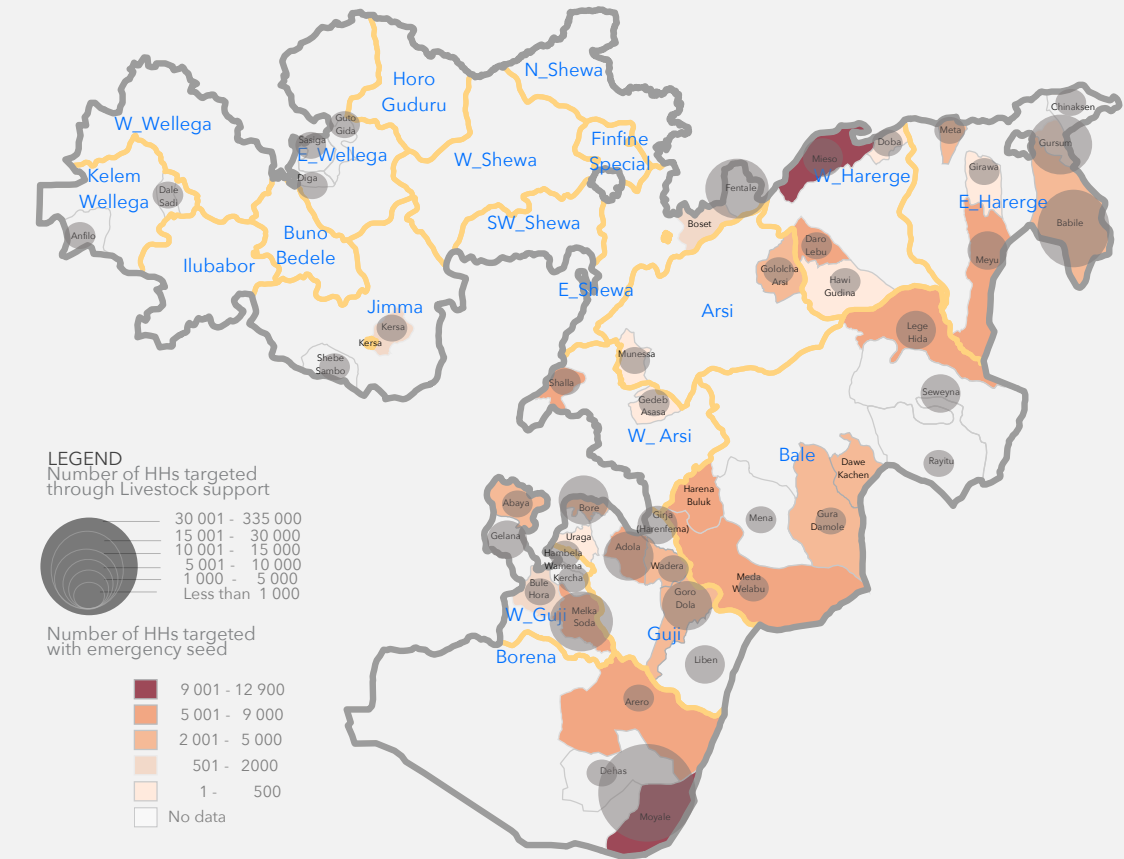 N_Shewa
Horo
Guduru
Chinaksen
W_Wellega
Guto
Gida
Sasiga
E_Wellega
Finfine
Special
Meta
Doba
Gursum
W_Shewa
Mieso
W_Harerge
Girawa
Kelem
Wellega
Diga
Dale
Sadi
Fentale
E_Harerge
SW_Shewa
Boset
Babile
Anfilo
Buno
Bedele
Daro
Lebu
Ilubabor
Gololcha
Arsi
Meyu
E_Shewa
Hawi
Gudina
Jimma
Arsi
Kersa
Kersa
Lege
Hida
Shebe
Sambo
Munessa
Shalla
Seweyna
Gedeb
Asasa
W_ Arsi
Bale
Dawe
Kachen
Rayitu
LEGEND
Number of HHs targeted
through Livestock support
30 001 - 335 000
15 001 - 30 000
10 001 - 15 000
5 001 - 10 000
1 000 - 5 000
Less than 1 000
Harena
Buluk
Abaya
Bore
Girja
(Harenfema)
Mena
Gura
Damole
Gelana
Uraga
Adola
Hambela
Wamena
Wadera
Kercha
Bule
Hora
Meda
Welabu
Goro
Dola
Melka
Soda
W_Guji
Guji
Number of HHs targeted
with emergency seed
Borena
Liben
9 001 - 12 900
5 001 - 9 000
2 001 - 5 000
501 - 2000
1 - 500
No data
Arero
Dehas
Moyale